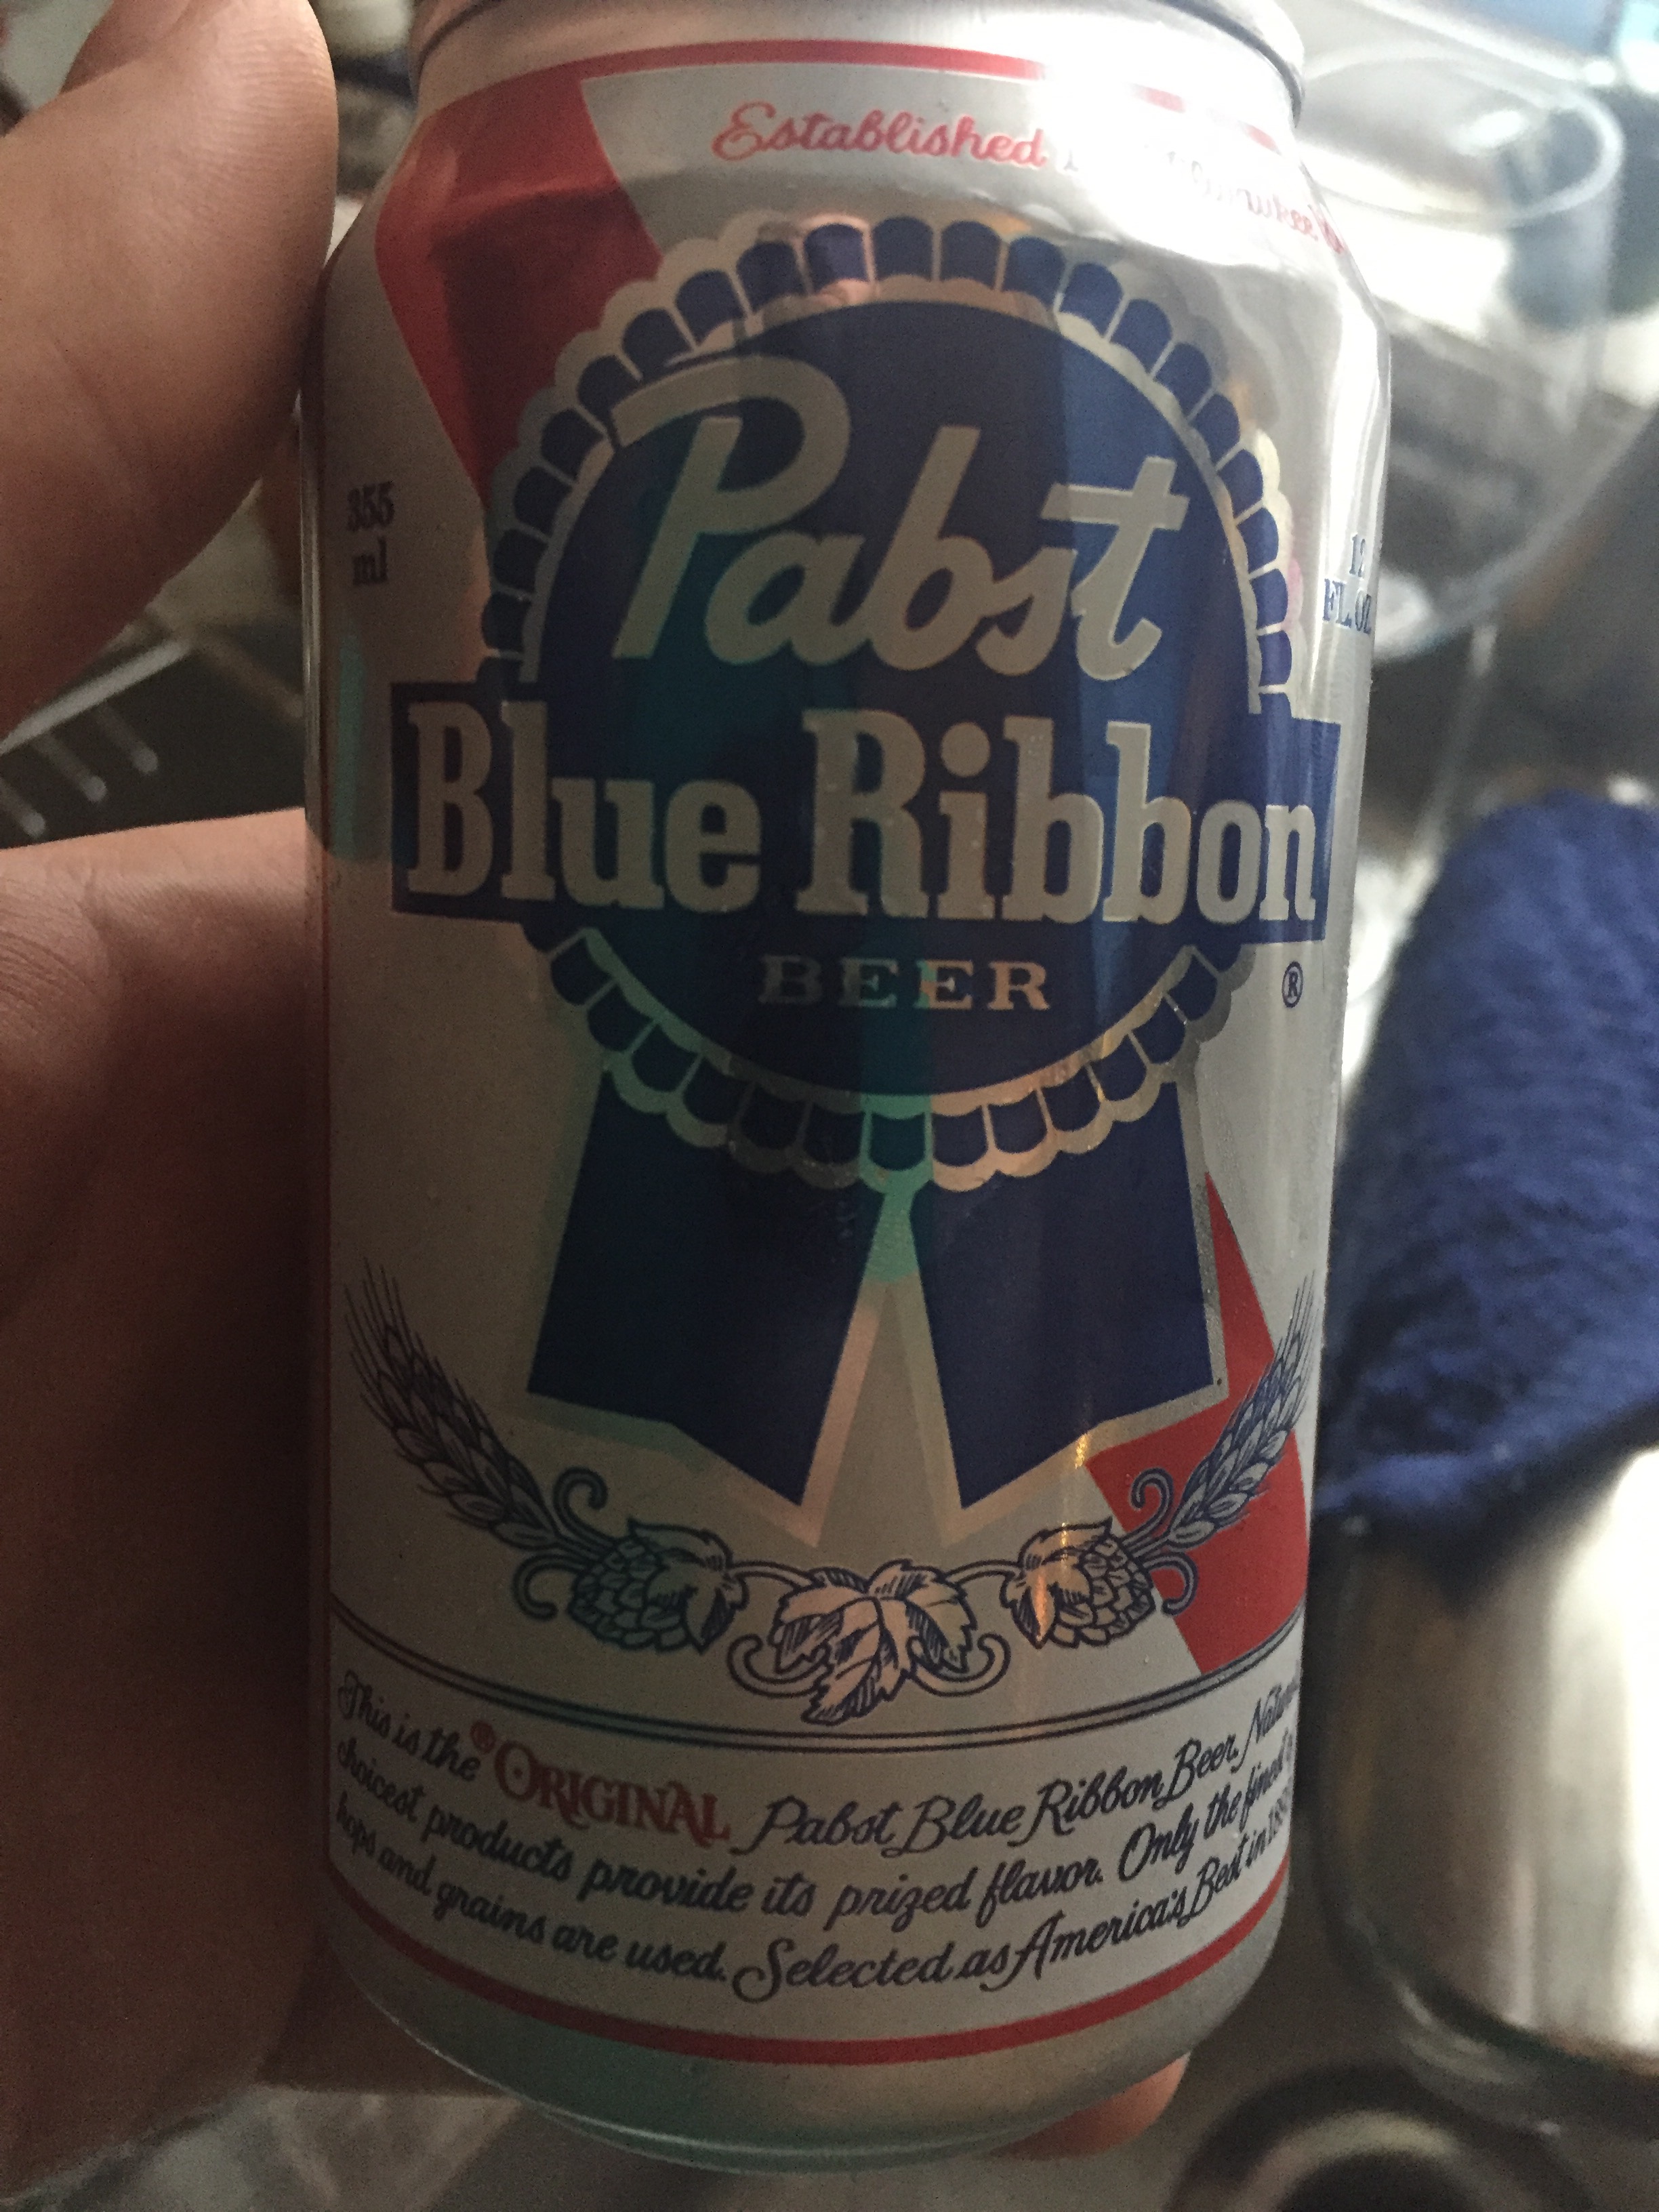 Established
355
ml
12
FL. OZ
Pabst
Blue Ribbon
BEER
®
This is the ORIGINAL® Pabst Blue Ribbon Beer.
choicest products provide its prized flavor. Only the finest
hops and grains are used. Selected as America's Best in